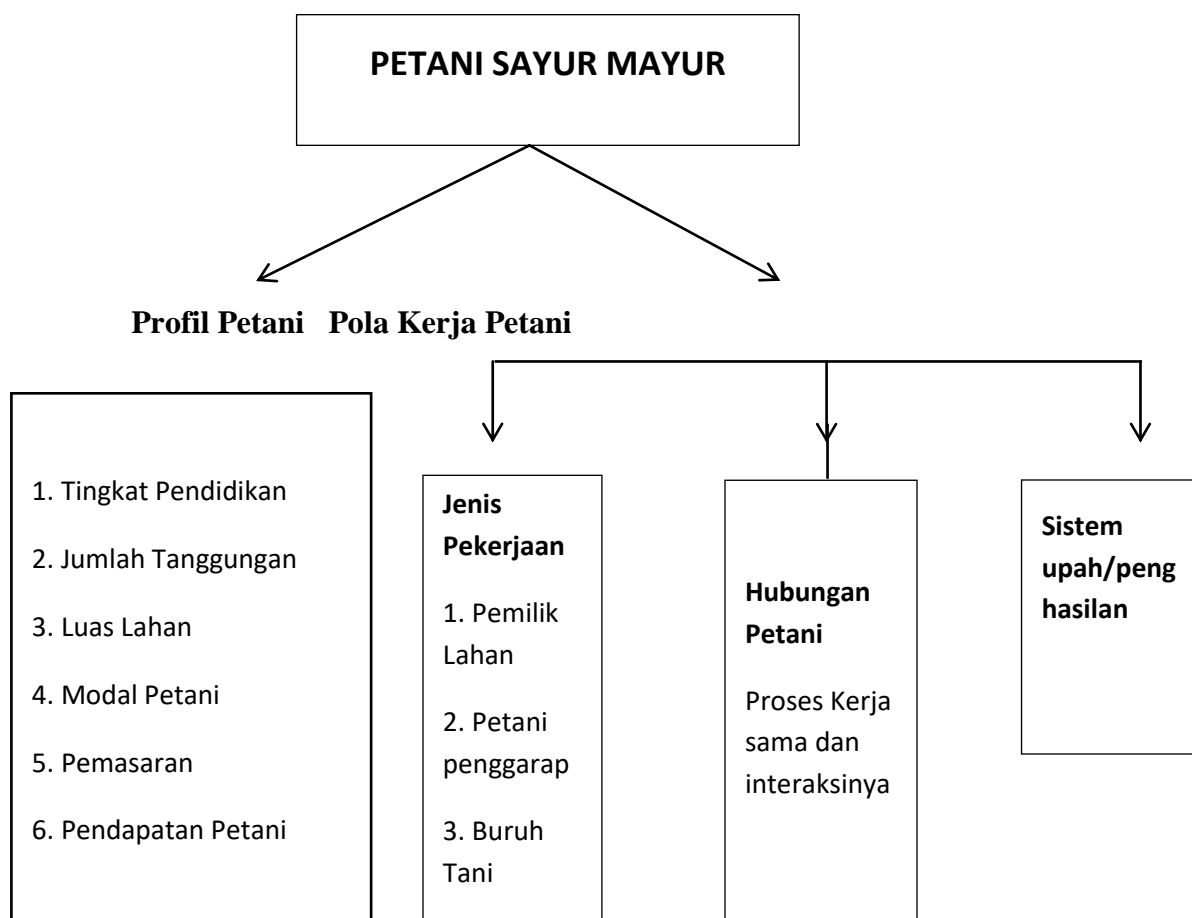 PETANI SAYUR MAYUR
Profil Petani Pola Kerja Petani
1. Tingkat Pendidikan
2. Jumlah Tanggungan
3. Luas Lahan
4. Modal Petani
5. Pemasaran
6. Pendapatan Petani
Jenis
Pekerjaan
1. Pemilik
Lahan
2. Petani
penggarap
3. Buruh
Tani
Hubungan
Petani
Proses Kerja
sama dan
interaksinya
Sistem
upah/peng
hasilan